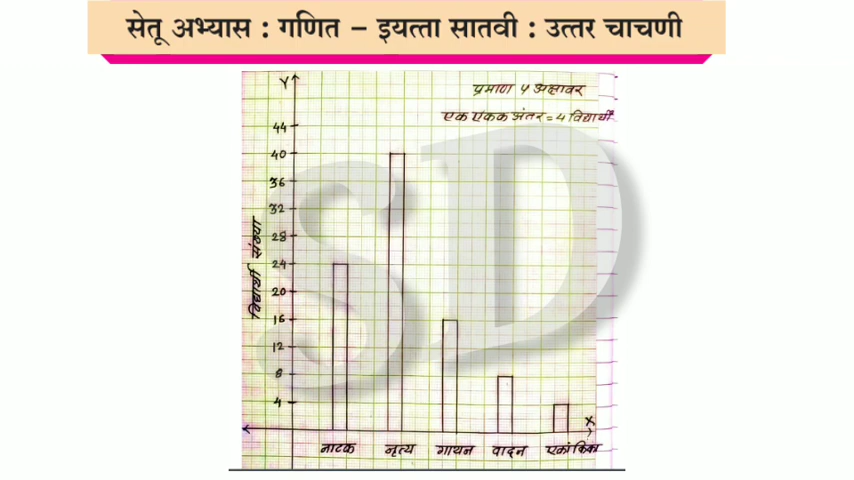 सेतू अभ्यास : गणित – इयत्ता सातवी : उत्तर चाचणी
Y
प्रमाण y अक्षावर
एक एकक अंतर = 4 विद्यार्थी
44
40
36
32
28
24
20
16
12
8
4
विद्यार्थी संख्या
X
नाटक नृत्य गायन वादन एकांकिका
SD